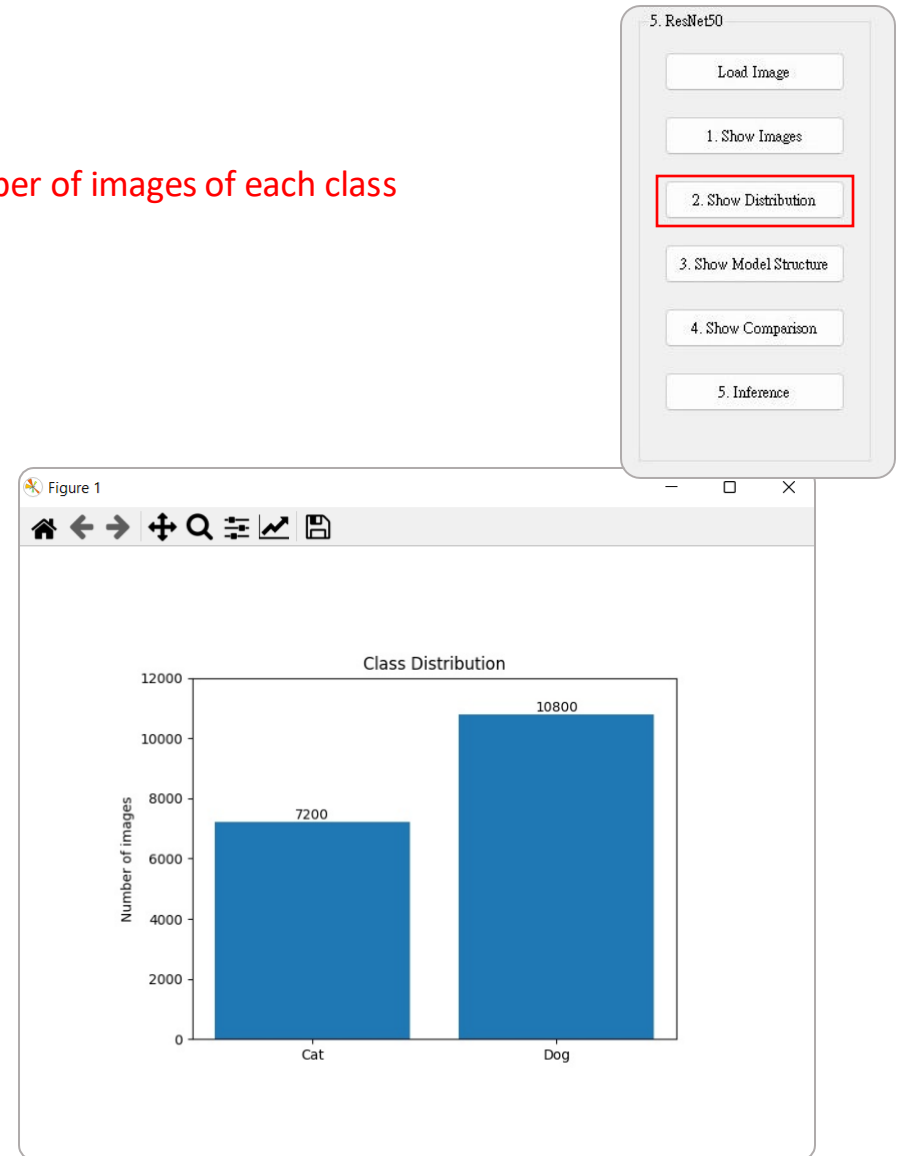 5. ResNet50
Load Image
1. Show Images
of images of each class
2. Show Distribution
3. Show Model Structure
4. Show Comparison
5. Inference
Figure 1
Class Distribution
12000
10000
8000
6000
4000
2000
0
Number of images
7200
10800
Cat
Dog